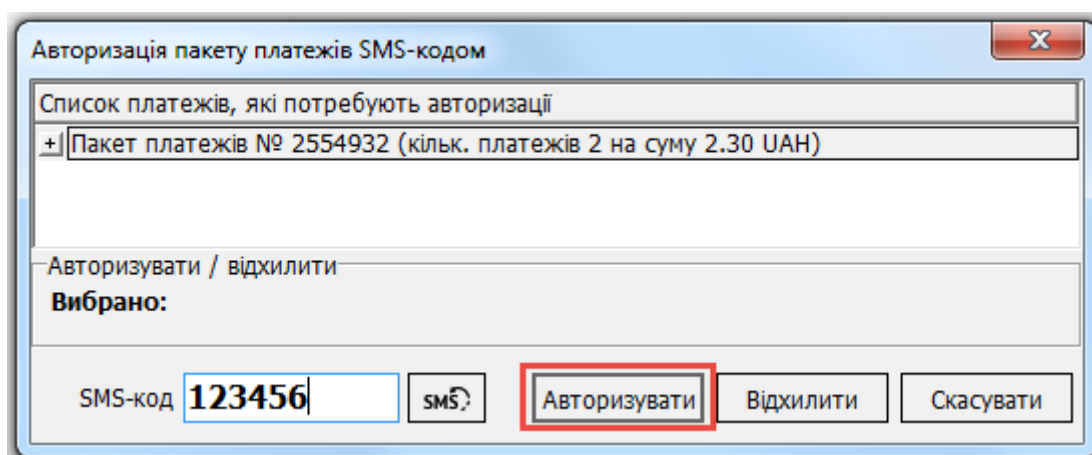 Авторизація пакету платежів SMS-кодом
Список платежів, які потребують авторизації
+ Пакет платежів № 2554932 (кільк. платежів 2 на суму 2.30 UAH)
Авторизувати / відхилити
Вибрано:
SMS-код 123456 SMS Авторизувати Відхилити Скасувати